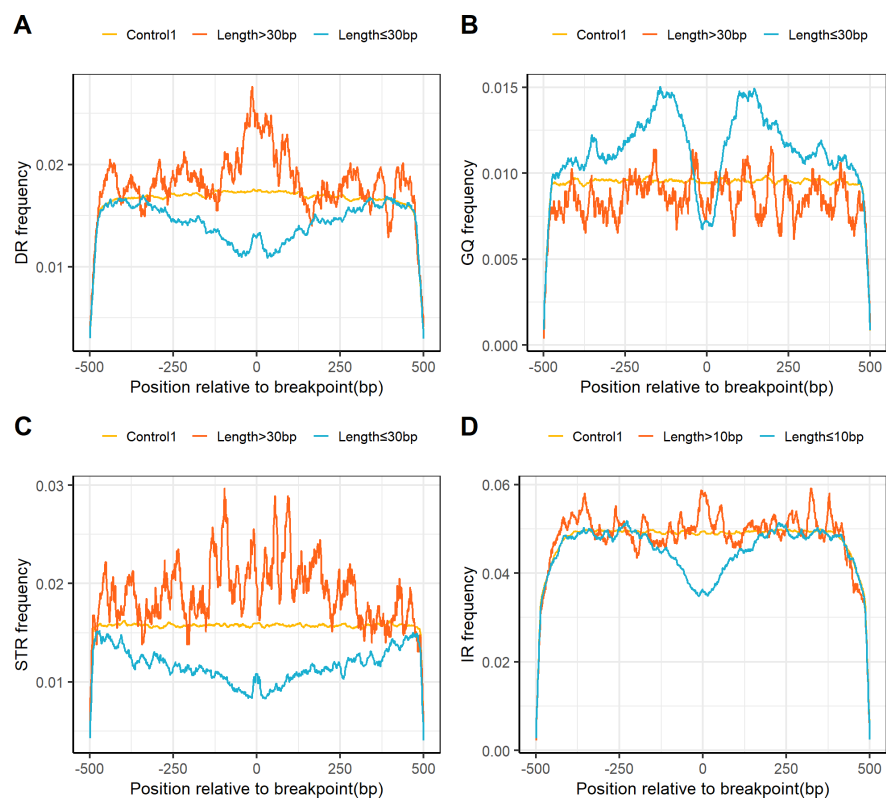 A
Control1 Length>30bp Length≤30bp
DR frequency
0.02
0.01
-500 -250 0 250 500
Position relative to breakpoint(bp)
B
Control1 Length>30bp Length≤30bp
GQ frequency
0.015
0.010
0.005
0.000
-500 -250 0 250 500
Position relative to breakpoint(bp)
C
Control1 Length>30bp Length≤30bp
STR frequency
0.03
0.02
0.01
-500 -250 0 250 500
Position relative to breakpoint(bp)
D
Control1 Length>10bp Length≤10bp
IR frequency
0.06
0.04
0.02
0.00
-500 -250 0 250 500
Position relative to breakpoint(bp)